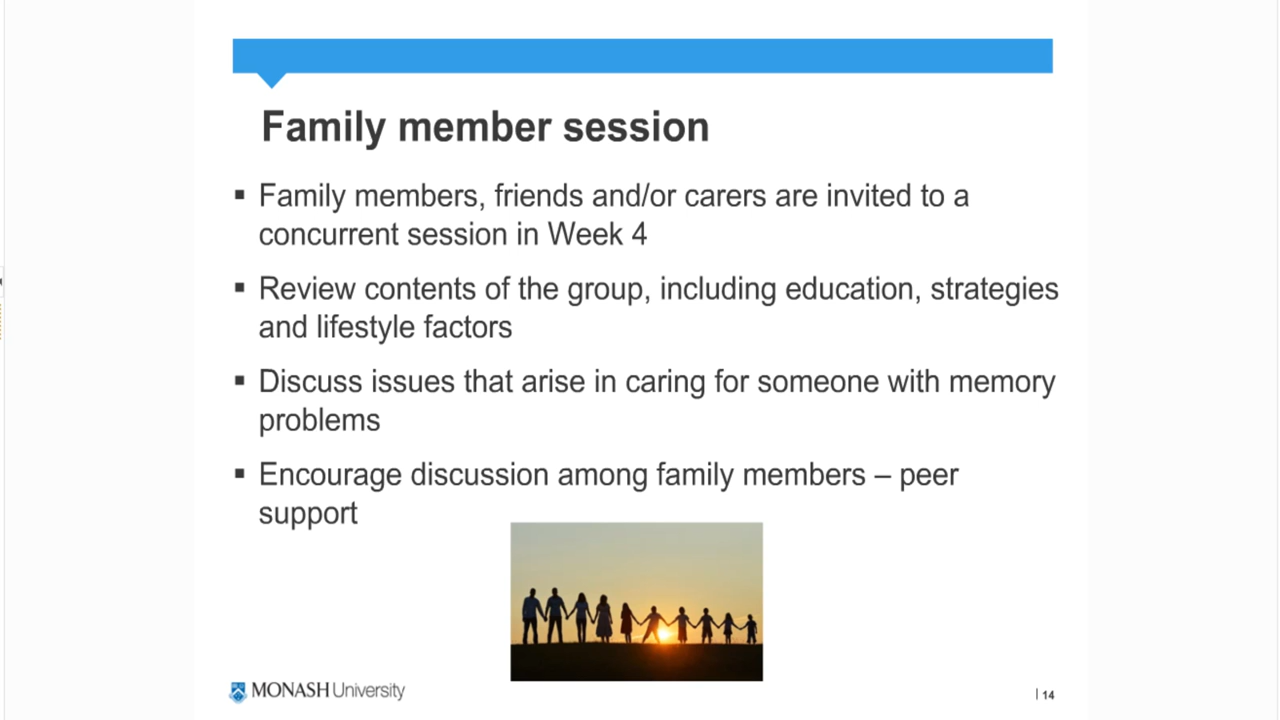 Family member session
▪ Family members, friends and/or carers are invited to a
concurrent session in Week 4
▪ Review contents of the group, including education, strategies
and lifestyle factors
▪ Discuss issues that arise in caring for someone with memory
problems
▪ Encourage discussion among family members – peer
support
MONASH University
14